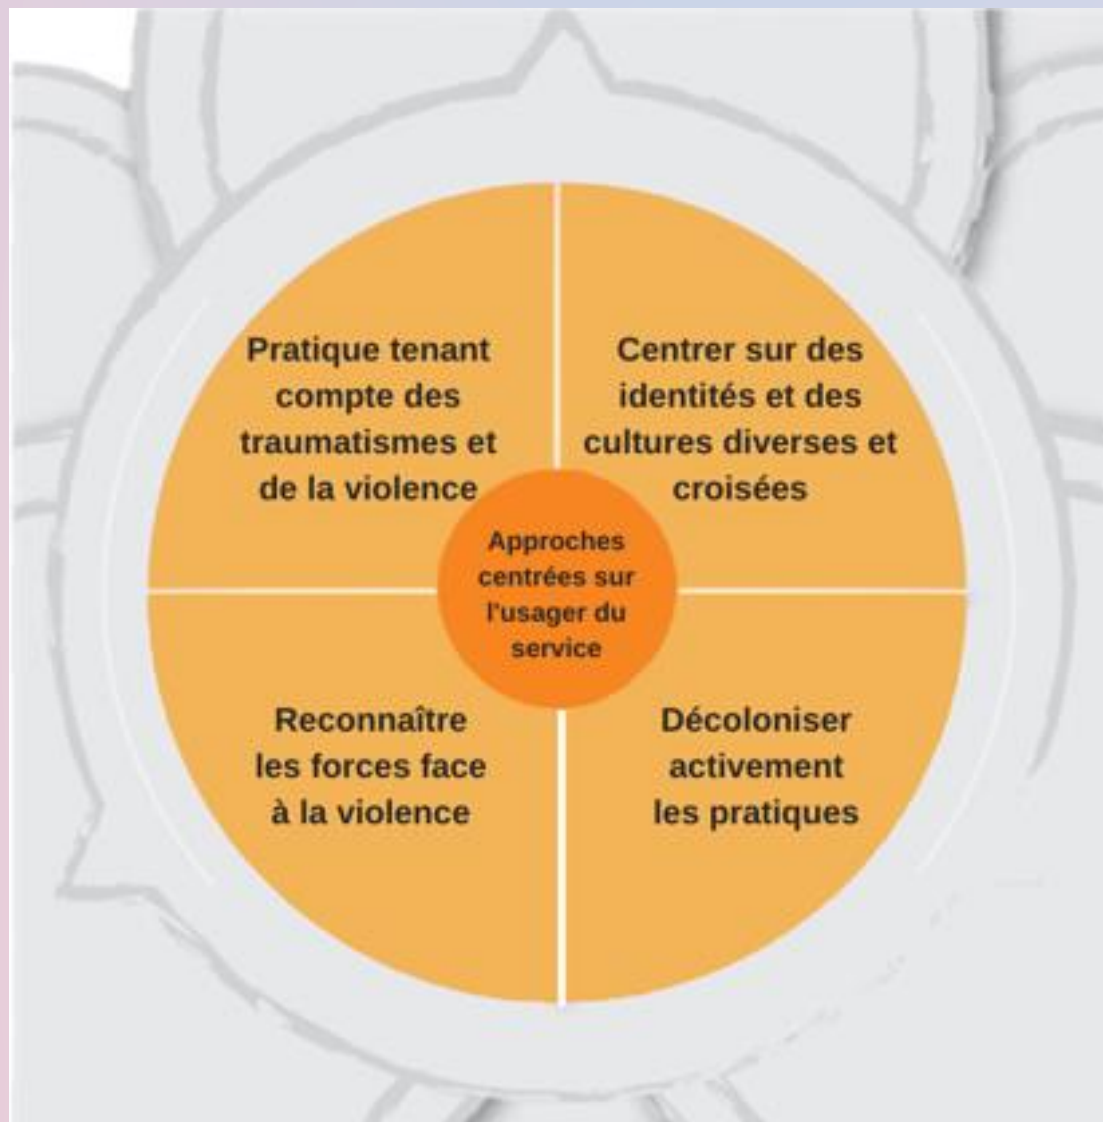 Pratique tenant
compte des
traumatismes et
de la violence
Centrer sur des
identités et des
cultures diverses et
croisées
Approches
centrées sur
l'usager du
service
Reconnaître
les forces face
à la violence
Décoloniser
activement
les pratiques